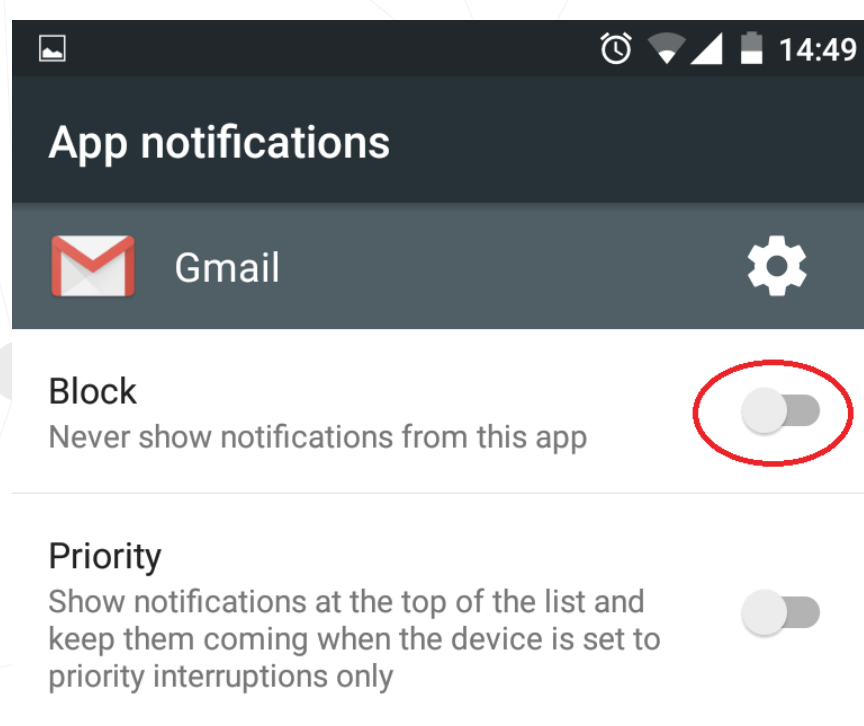 14:49
App notifications
Gmail
Block
Never show notifications from this app
Priority
Show notifications at the top of the list and
keep them coming when the device is set to
priority interruptions only